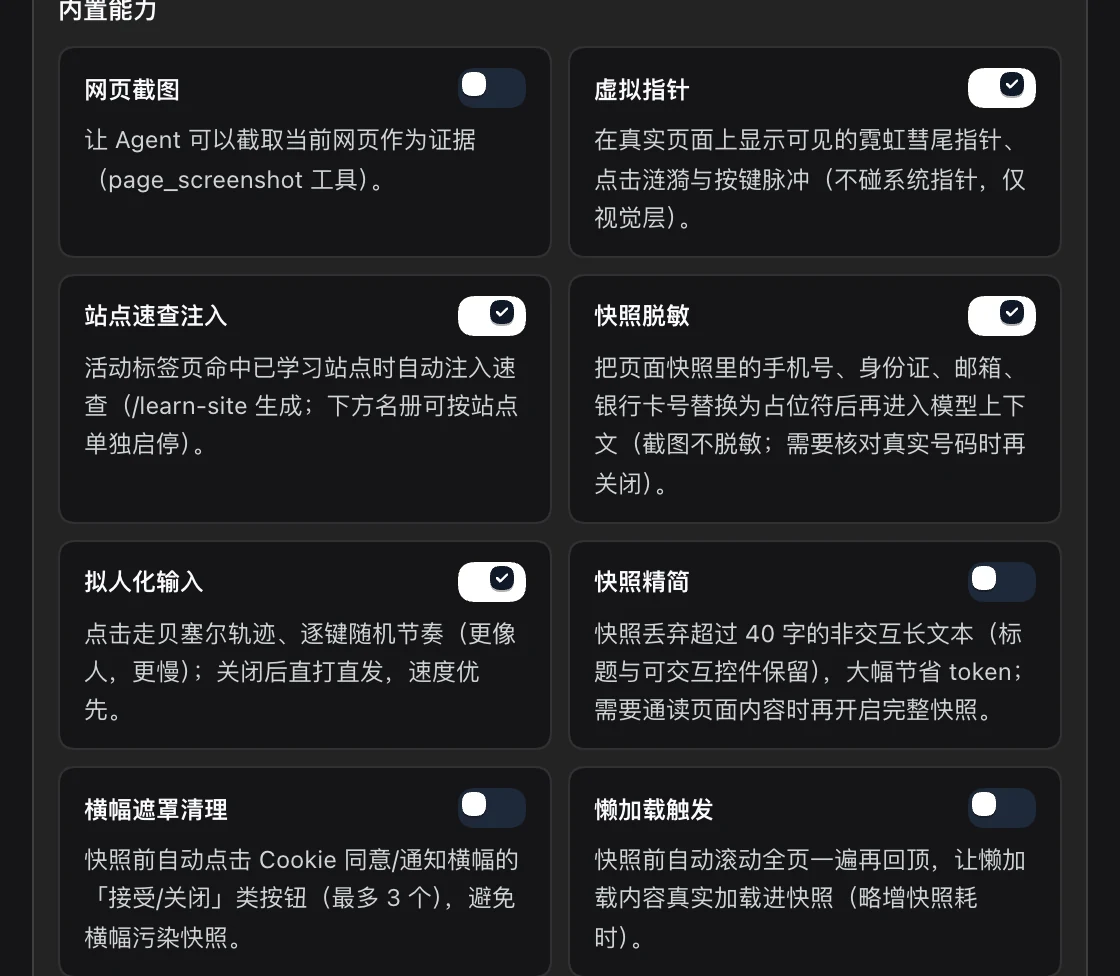 内置能力
网页截图
让 Agent 可以截取当前网页作为证据
（page_screenshot 工具）。
虚拟指针
在真实页面上显示可见的霓虹彗尾指针、
点击涟漪与按键脉冲（不碰系统指针，仅
视觉层）。
站点速查注入
活动标签页命中已学习站点时自动注入速
查（/learn-site 生成；下方名册可按站点
单独启停）。
快照脱敏
把页面快照里的手机号、身份证、邮箱、
银行卡号替换为占位符后再进入模型上下
文（截图不脱敏；需要核对真实号码时再
关闭）。
拟人化输入
点击走贝塞尔轨迹、逐键随机节奏（更像
人，更慢）；关闭后直打直发，速度优
先。
快照精简
快照丢弃超过 40 字的非交互长文本（标
题与可交互控件保留），大幅节省 token；
需要通读页面内容时再开启完整快照。
横幅遮罩清理
快照前自动点击 Cookie 同意/通知横幅的
「接受/关闭」类按钮（最多 3 个），避免
横幅污染快照。
懒加载触发
快照前自动滚动全页一遍再回顶，让懒加
载内容真实加载进快照（略增快照耗
时）。